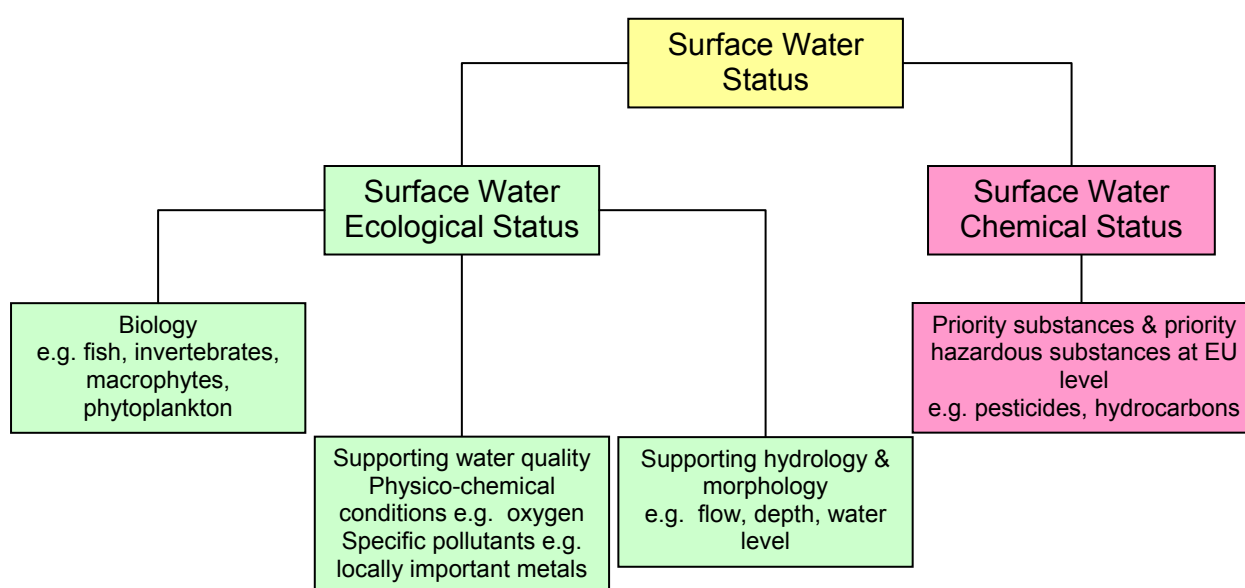 Surface Water
Status
Surface Water
Ecological Status
Surface Water
Chemical Status
Biology
e.g. fish, invertebrates,
macrophytes,
phytoplankton
Priority substances & priority
hazardous substances at EU
level
e.g. pesticides, hydrocarbons
Supporting water quality
Physico-chemical
conditions e.g. oxygen
Specific pollutants e.g.
locally important metals
Supporting hydrology &
morphology
e.g. flow, depth, water
level